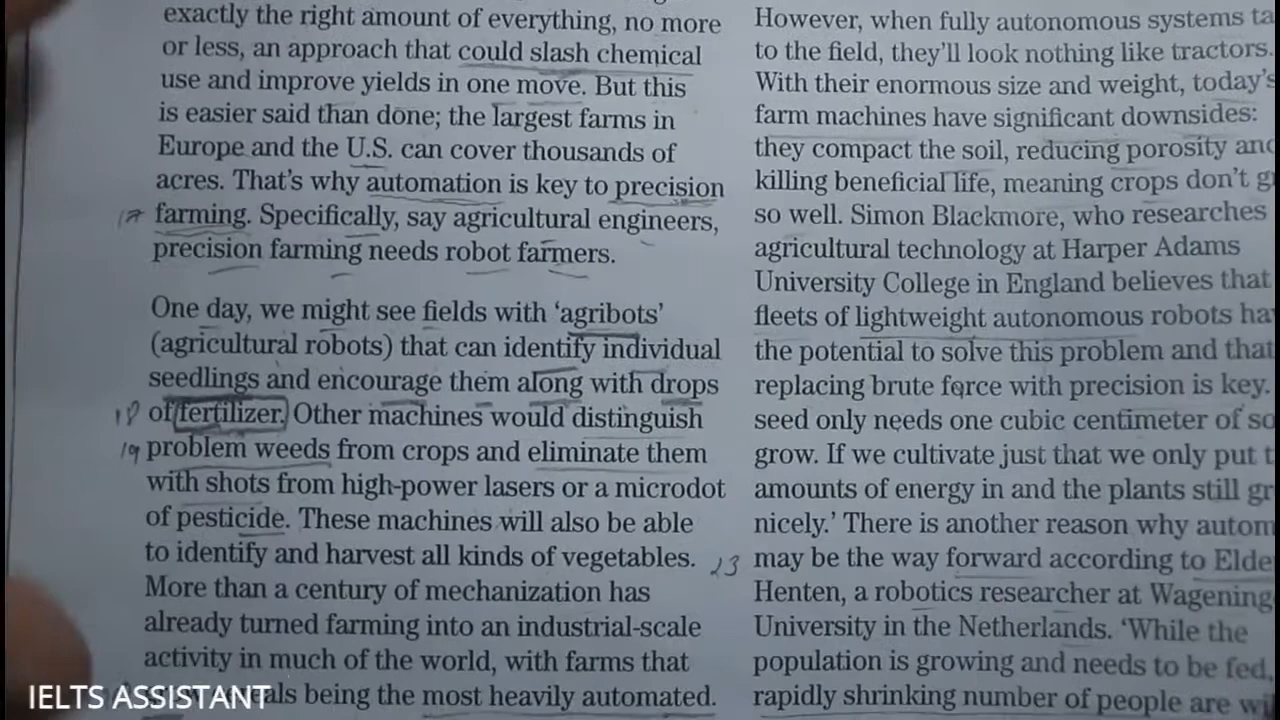 exactly the right amount of everything, no more
or less, an approach that could slash chemical
use and improve yields in one move. But this
is easier said than done; the largest farms in
Europe and the U.S. can cover thousands of
acres. That's why automation is key to precision
17 farming. Specifically, say agricultural engineers,
precision farming needs robot farmers.
One day, we might see fields with 'agribots'
(agricultural robots) that can identify individual
seedlings and encourage them along with drops
18 of fertilizer. Other machines would distinguish
19 problem weeds from crops and eliminate them
with shots from high-power lasers or a microdot
of pesticide. These machines will also be able
to identify and harvest all kinds of vegetables.
More than a century of mechanization has
already turned farming into an industrial-scale
activity in much of the world, with farms that
being the most heavily automated.
However, when fully autonomous systems ta
to the field, they'll look nothing like tractors.
With their enormous size and weight, today's
farm machines have significant downsides:
they compact the soil, reducing porosity and
killing beneficial life, meaning crops don't g
so well. Simon Blackmore, who researches
agricultural technology at Harper Adams
University College in England believes that
fleets of lightweight autonomous robots ha
the potential to solve this problem and that
replacing brute force with precision is key.
seed only needs one cubic centimeter of so
grow. If we cultivate just that we only put t
amounts of energy in and the plants still gr
nicely.' There is another reason why autom
23 may be the way forward according to Elde
Henten, a robotics researcher at Wagening
University in the Netherlands. 'While the
population is growing and needs to be fed,
rapidly shrinking number of people are wi
IELTS ASSISTANT